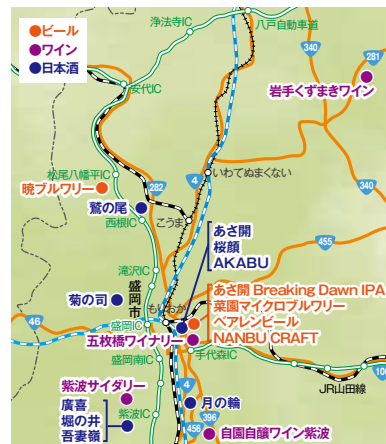 ビール
ワイン
日本酒
浄法寺IC
八戸自動車道
340
281
岩手くずまきワイン
安代IC
4
いわてぬまくない
松尾八幡平IC
暁ブルワリー
282
340
鷲の尾
西根IC
こうま
あさ開
桜顔
AKABU
455
滝沢IC
盛岡市
菊の司
もりおか
46
盛岡IC
あさ開 Breaking Dawn IPA
菜園マイクロブルワリー
ベアレンビール
NANBU CRAFT
五枚橋ワイナリー
盛岡南IC
手代森IC
JR山田線
106
紫波サイダリー
4
廣喜
堀の井
吾妻嶺
紫波IC
月の輪
396
456
自園自醸ワイン紫波